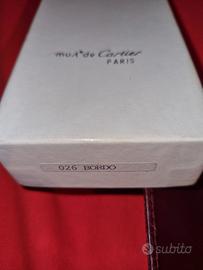 must de Cartier
PARIS
026 BORDO
subito